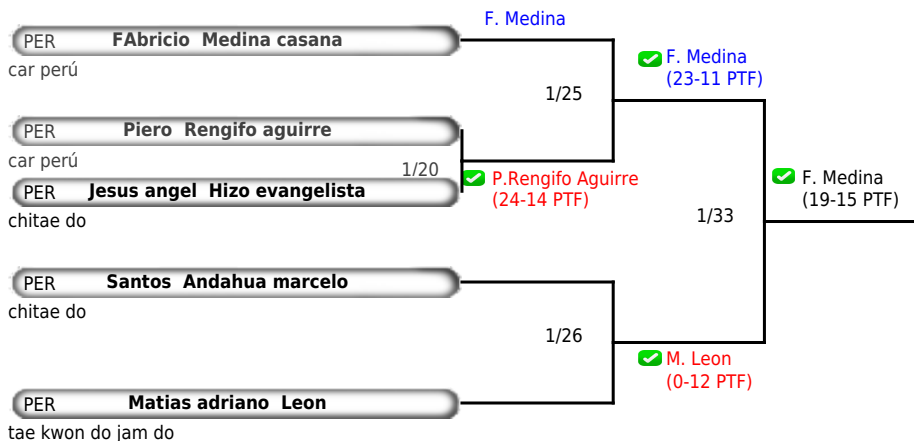 F. Medina
PER FAbricio Medina casana
car perú
F. Medina
(23-11 PTF)
1/25
PER Piero Rengifo aguirre
car perú
1/20
P.Rengifo Aguirre
(24-14 PTF)
PER Jesus angel Hizo evangelista
chitae do
F. Medina
(19-15 PTF)
1/33
PER Santos Andahua marcelo
chitae do
1/26
M. Leon
(0-12 PTF)
PER Matias adriano Leon
tae kwon do jam do